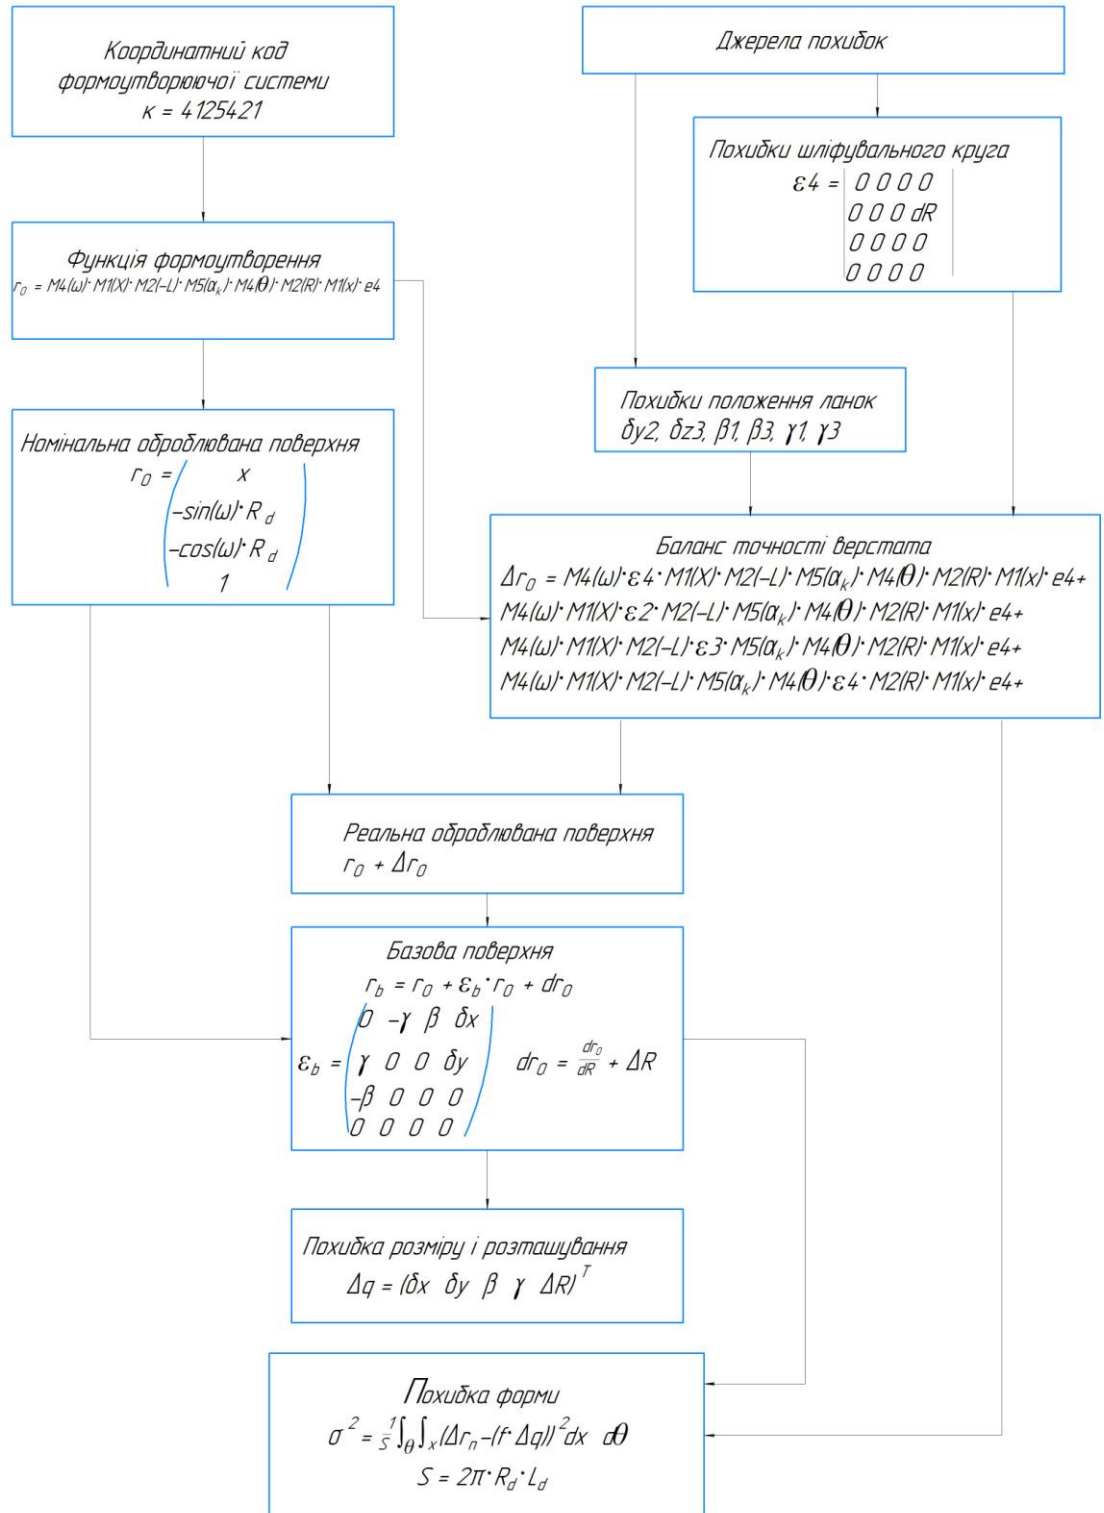 Координатний код
формоутворюючої системи
к = 4125421
Джерела похибок
Похибки шліфувального круга
ε4 = 0 0 0 0
0 0 0 dR
0 0 0 0
0 0 0 0
Функція формоутворення
r₀ = M4(ω)· M1(X)· M2(-L)· M5(αₖ)· M4(θ)· M2(R)· M1(x)· e4
Похибки положення ланок
δy2, δz3, β1, β3, γ1, γ3
Номінальна оброблювана поверхня
r₀ = x
-sin(ω)· R d
-cos(ω)· R d
1
Баланс точності верстата
Δr₀ = M4(ω)·ε4· M1(X)· M2(-L)· M5(αₖ)· M4(θ)· M2(R)· M1(x)· e4+
M4(ω)· M1(X)·ε2· M2(-L)· M5(αₖ)· M4(θ)· M2(R)· M1(x)· e4+
M4(ω)· M1(X)· M2(-L)·ε3· M5(αₖ)· M4(θ)· M2(R)· M1(x)· e4+
M4(ω)· M1(X)· M2(-L)· M5(αₖ)· M4(θ)·ε4· M2(R)· M1(x)· e4+
Реальна оброблювана поверхня
r₀ + Δr₀
Базова поверхня
r_b = r₀ + ε_b· r₀ + dr₀
0 -γ β δx
ε_b = γ 0 0 δy dr₀ = dr₀/dR + ΔR
-β 0 0 0
0 0 0 0
Похибка розміру і розташування
Δq = (δx δy β γ ΔR)ᵀ
Похибка форми
σ² = 1/S ∫θ ∫x (Δrₙ-(f· Δq))² dx dθ
S = 2π· R_d· L_d